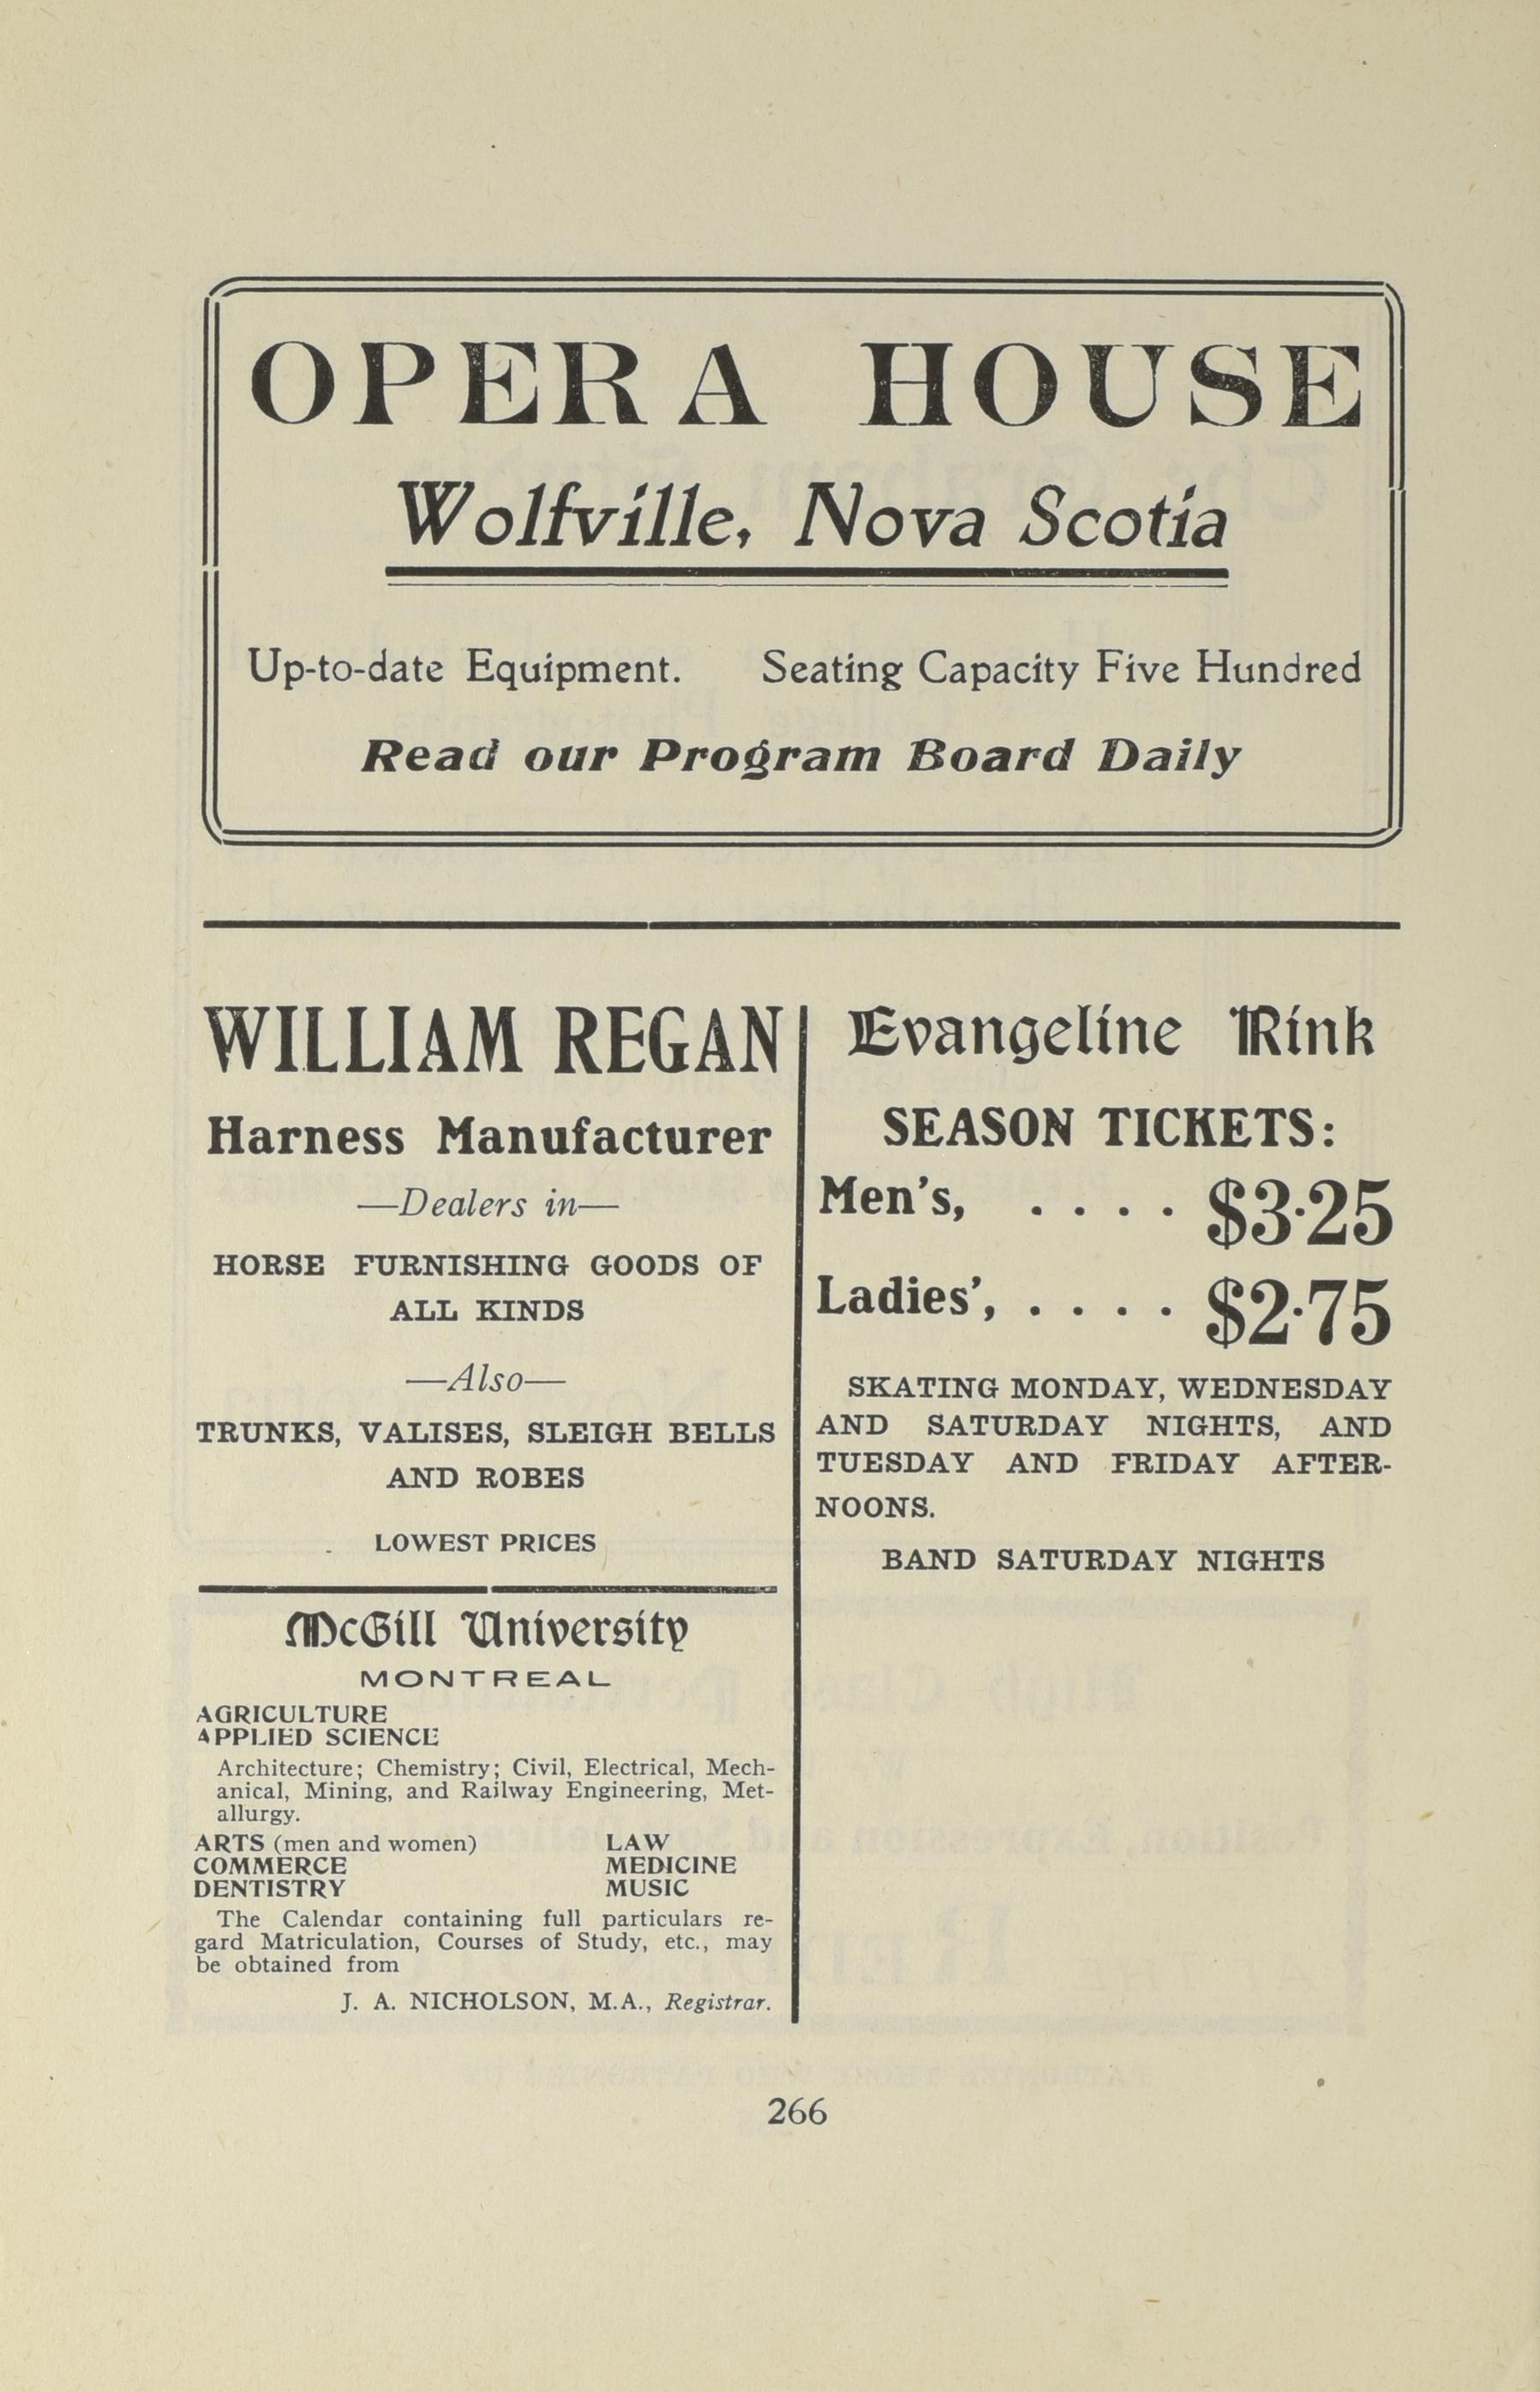 OPERA HOUSE
Wolfville, Nova Scotia
Up-to-date Equipment. Seating Capacity Five Hundred
Read our Program Board Daily
WILLIAM REGAN
Harness Manufacturer
—Dealers in—
HORSE FURNISHING GOODS OF
ALL KINDS
—Also—
TRUNKS, VALISES, SLEIGH BELLS
AND ROBES
LOWEST PRICES
McGill University
MONTREAL
AGRICULTURE
APPLIED SCIENCE
Architecture; Chemistry; Civil, Electrical, Mech-
anical, Mining, and Railway Engineering, Met-
allurgy.
ARTS (men and women) LAW
COMMERCE MEDICINE
DENTISTRY MUSIC
The Calendar containing full particulars re-
gard Matriculation, Courses of Study, etc., may
be obtained from
J. A. NICHOLSON, M.A., Registrar.
Evangeline Rink
SEASON TICKETS:
Men's, . . . . $3.25
Ladies', . . . . $2.75
SKATING MONDAY, WEDNESDAY
AND SATURDAY NIGHTS, AND
TUESDAY AND FRIDAY AFTER-
NOONS.
BAND SATURDAY NIGHTS
266